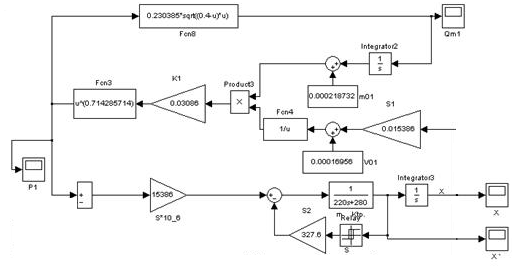 0.230385*sqrt((0.4-u)*u)
Fcn8
Qm1
Integrator2
1
s
Fcn3
K1
Product3
u^(0.714285714)
0.03086
×
0.000218732
m01
Fcn4
S1
1/u
0.015386
0.00016956
V01
P1
Integrator3
15386
1
220s+280
1
s
X
X
S*10_6
S2
Relay
327.6
S
X'